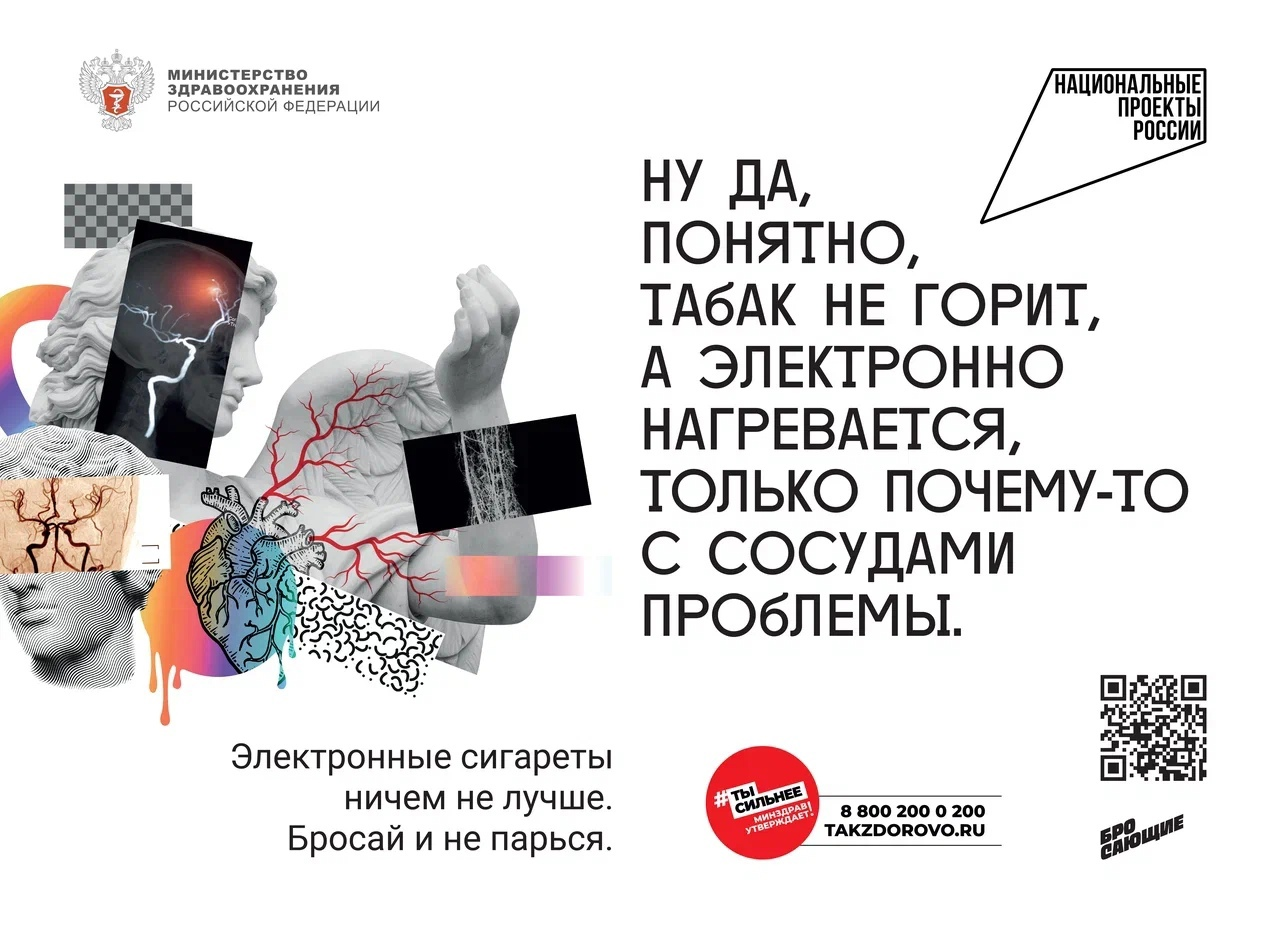 МИНИСТЕРСТВО
ЗДРАВООХРАНЕНИЯ
РОССИЙСКОЙ ФЕДЕРАЦИИ
НАЦИОНАЛЬНЫЕ
ПРОЕКТЫ
РОССИИ
НУ ДА,
ПОНЯТНО,
ТАбАК НЕ ГОРИТ,
А ЭЛЕКТРОННО
НАГРЕВАЕТСЯ,
ТОЛЬКО ПОЧЕМУ-ТО
С СОСУДАМИ
ПРОбЛЕМЫ.
Электронные сигареты
ничем не лучше.
Бросай и не парься.
#ТЫ
СИЛЬНЕЕ
МИНЗДРАВ
УТВЕРЖДАЕТ!
8 800 200 0 200
TAKZDOROVO.RU
БРО
САЮЩИЕ